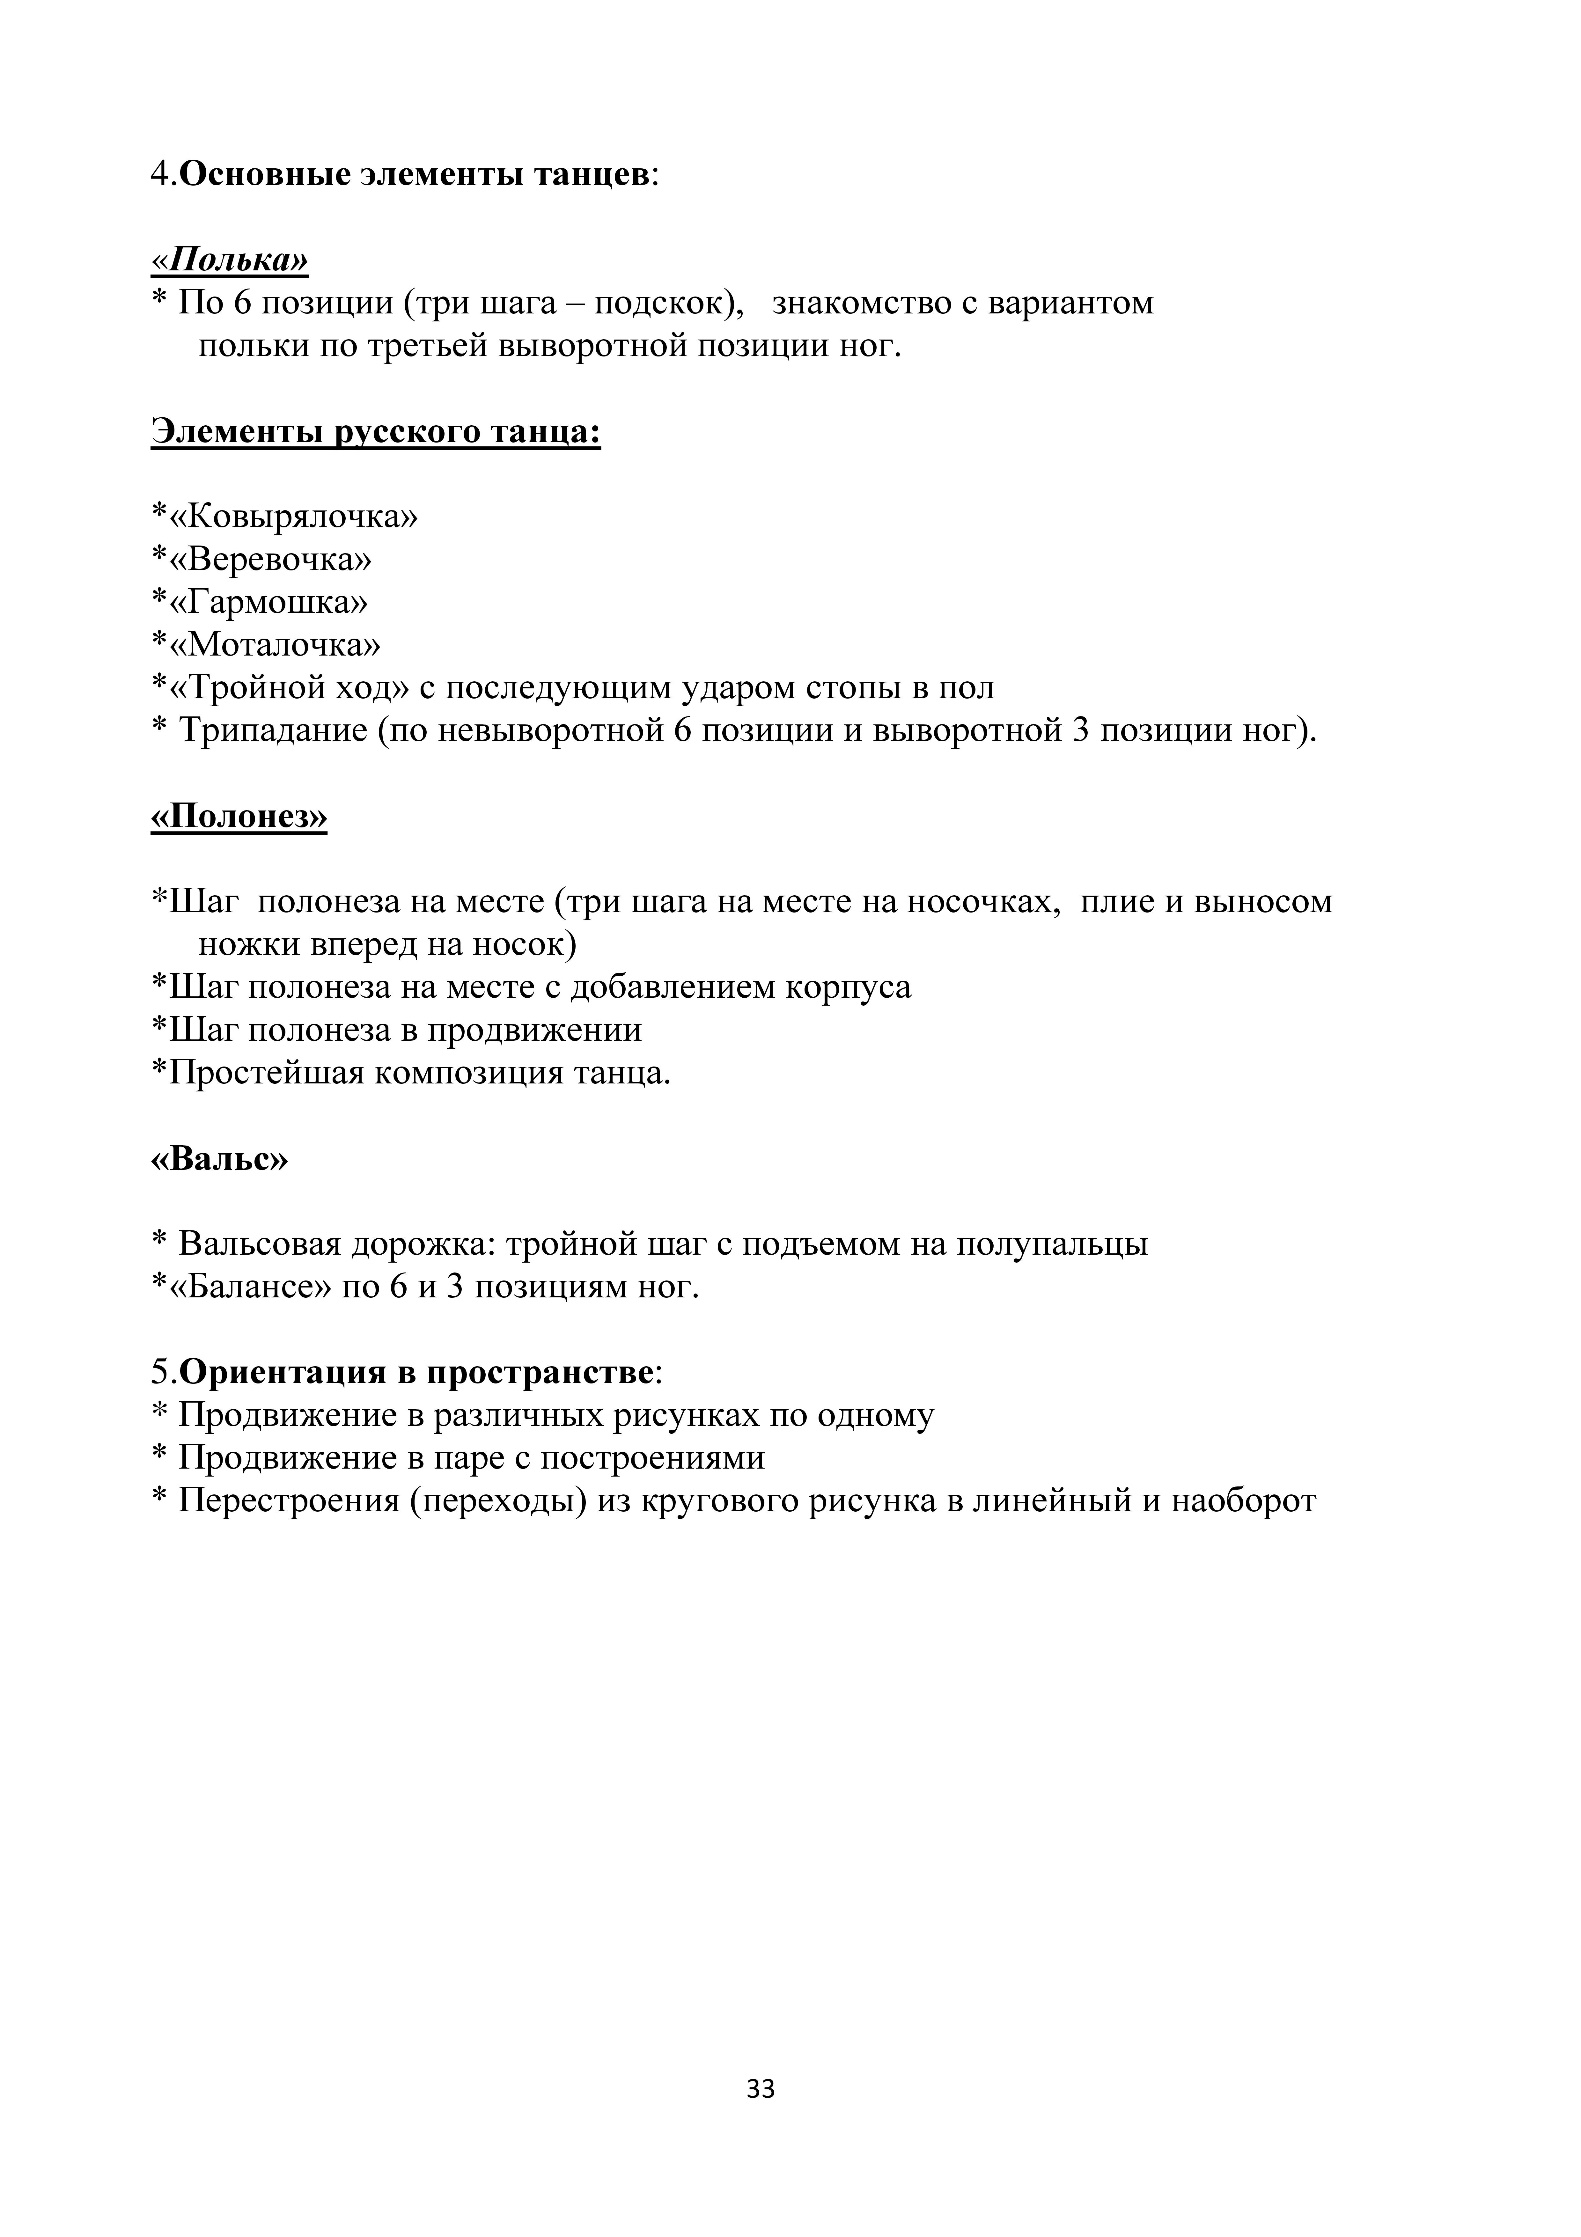 4.Основные элементы танцев:
«Полька»
* По 6 позиции (три шага – подскок), знакомство с вариантом
польки по третьей выворотной позиции ног.
Элементы русского танца:
*«Ковырялочка»
*«Веревочка»
*«Гармошка»
*«Моталочка»
*«Тройной ход» с последующим ударом стопы в пол
* Трипадание (по невыворотной 6 позиции и выворотной 3 позиции ног).
«Полонез»
*Шаг полонеза на месте (три шага на месте на носочках, плие и выносом
ножки вперед на носок)
*Шаг полонеза на месте с добавлением корпуса
*Шаг полонеза в продвижении
*Простейшая композиция танца.
«Вальс»
* Вальсовая дорожка: тройной шаг с подъемом на полупальцы
*«Балансе» по 6 и 3 позициям ног.
5.Ориентация в пространстве:
* Продвижение в различных рисунках по одному
* Продвижение в паре с построениями
* Перестроения (переходы) из кругового рисунка в линейный и наоборот
33